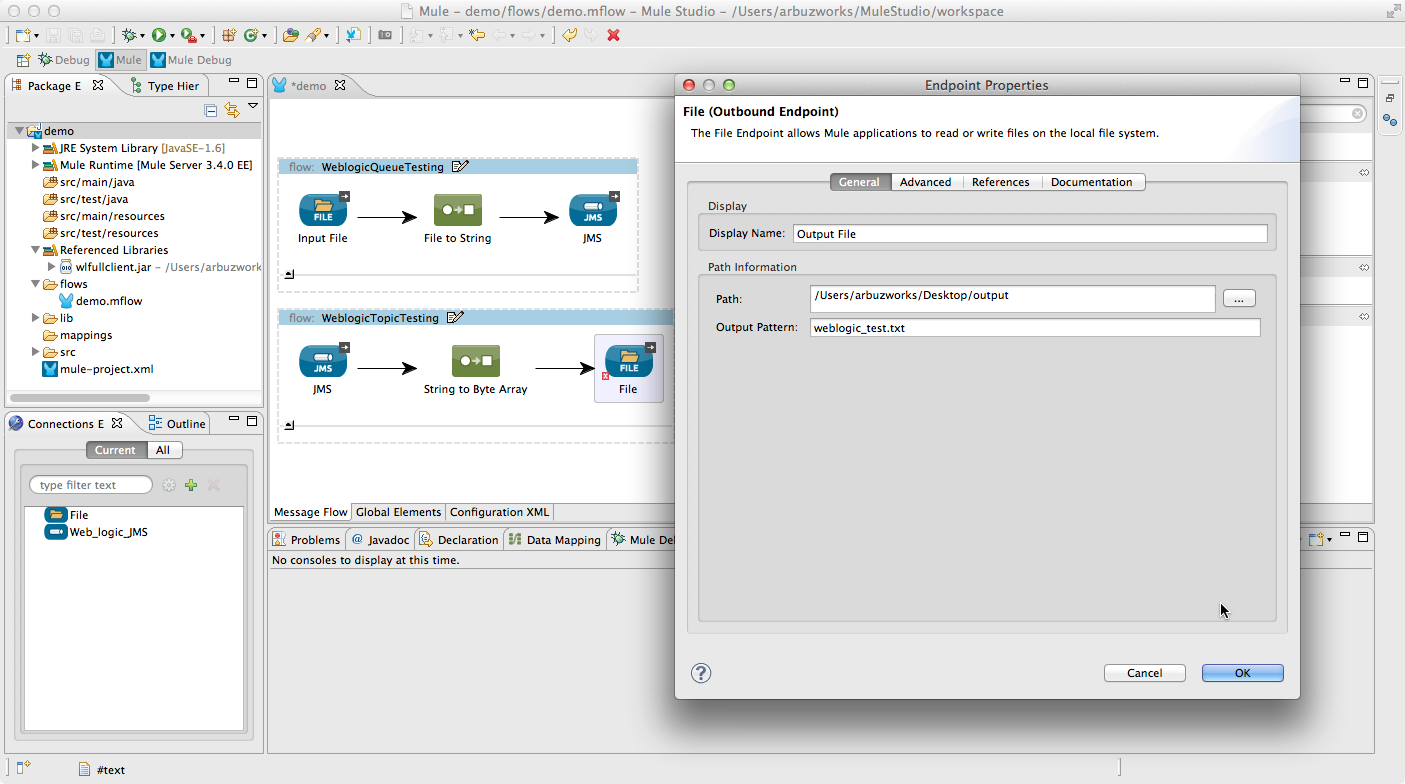 Mule – demo/flows/demo.mflow – Mule Studio – /Users/arbuzworks/MuleStudio/workspace
Debug Mule Mule Debug
Package E
Type Hier
demo
JRE System Library [JavaSE-1.6]
Mule Runtime [Mule Server 3.4.0 EE]
src/main/java
src/test/java
src/main/resources
src/test/resources
Referenced Libraries
wlfullclient.jar – /Users/arbuzwork
flows
demo.mflow
lib
mappings
src
mule-project.xml
Connections E
Outline
Current All
type filter text
File
Web_logic_JMS
*demo
flow: WeblogicQueueTesting
FILE
JMS
Input File
File to String
JMS
flow: WeblogicTopicTesting
JMS
FILE
JMS
String to Byte Array
File
Message Flow Global Elements Configuration XML
Problems @ Javadoc Declaration Data Mapping Mule De
No consoles to display at this time.
Endpoint Properties
File (Outbound Endpoint)
The File Endpoint allows Mule applications to read or write files on the local file system.
General Advanced References Documentation
Display
Display Name: Output File
Path Information
Path: /Users/arbuzworks/Desktop/output ...
Output Pattern: weblogic_test.txt
? Cancel OK
#text